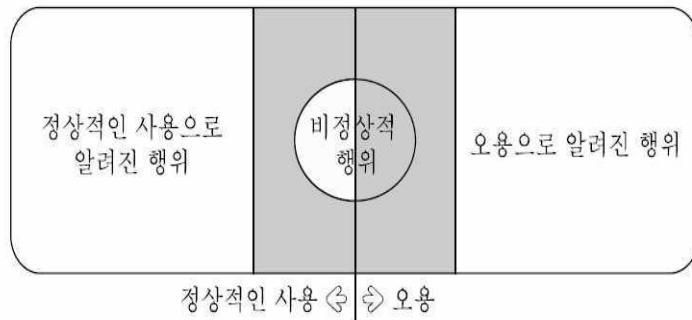 정상적인 사용으로
알려진 행위
비정상적
행위
오용으로 알려진 행위
정상적인 사용 ⇦ ⇨ 오용